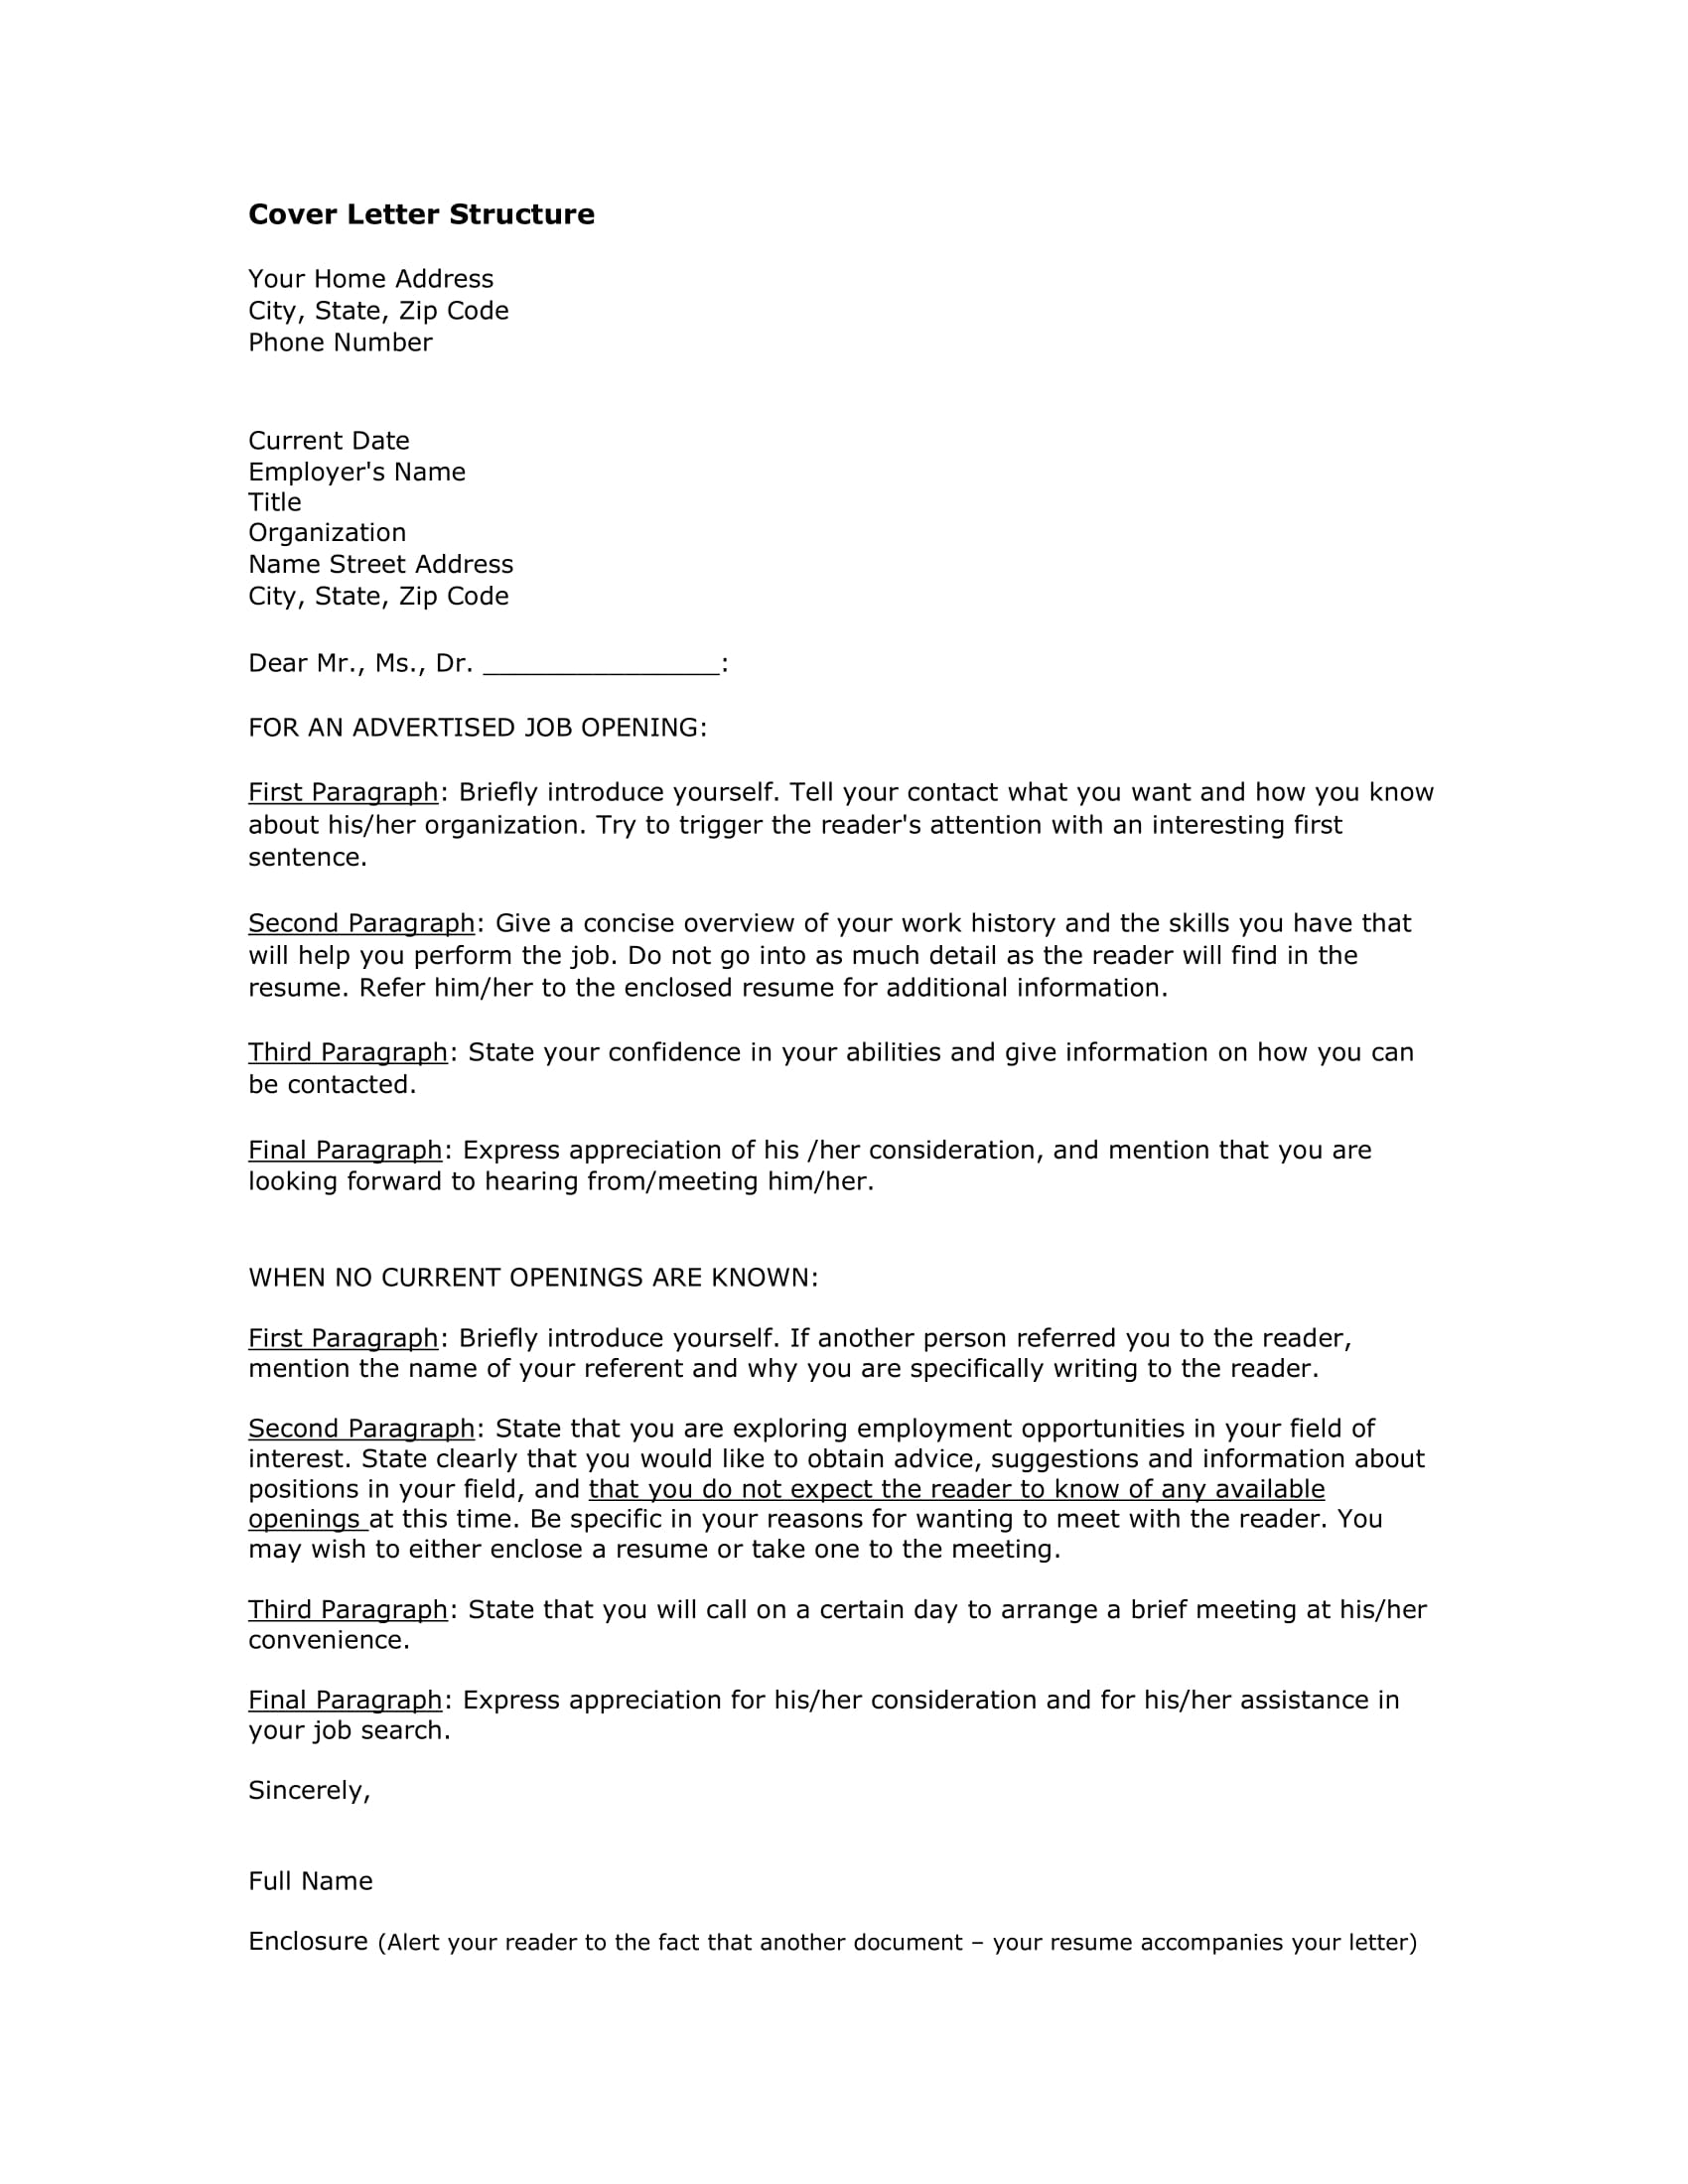 Cover Letter Structure
Your Home Address
City, State, Zip Code
Phone Number
Current Date
Employer's Name
Title
Organization
Name Street Address
City, State, Zip Code
Dear Mr., Ms., Dr. _________________:
FOR AN ADVERTISED JOB OPENING:
First Paragraph: Briefly introduce yourself. Tell your contact what you want and how you know
about his/her organization. Try to trigger the reader's attention with an interesting first
sentence.
Second Paragraph: Give a concise overview of your work history and the skills you have that
will help you perform the job. Do not go into as much detail as the reader will find in the
resume. Refer him/her to the enclosed resume for additional information.
Third Paragraph: State your confidence in your abilities and give information on how you can
be contacted.
Final Paragraph: Express appreciation of his /her consideration, and mention that you are
looking forward to hearing from/meeting him/her.
WHEN NO CURRENT OPENINGS ARE KNOWN:
First Paragraph: Briefly introduce yourself. If another person referred you to the reader,
mention the name of your referent and why you are specifically writing to the reader.
Second Paragraph: State that you are exploring employment opportunities in your field of
interest. State clearly that you would like to obtain advice, suggestions and information about
positions in your field, and that you do not expect the reader to know of any available
openings at this time. Be specific in your reasons for wanting to meet with the reader. You
may wish to either enclose a resume or take one to the meeting.
Third Paragraph: State that you will call on a certain day to arrange a brief meeting at his/her
convenience.
Final Paragraph: Express appreciation for his/her consideration and for his/her assistance in
your job search.
Sincerely,
Full Name
Enclosure (Alert your reader to the fact that another document – your resume accompanies your letter)